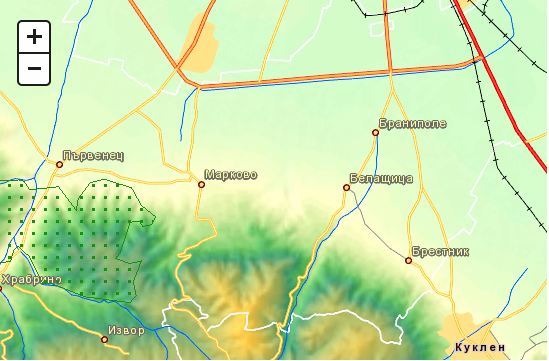 +
−
Браниполе
Първенец
Марково
Белащица
Брестник
Храбрино
Извор
Куклен